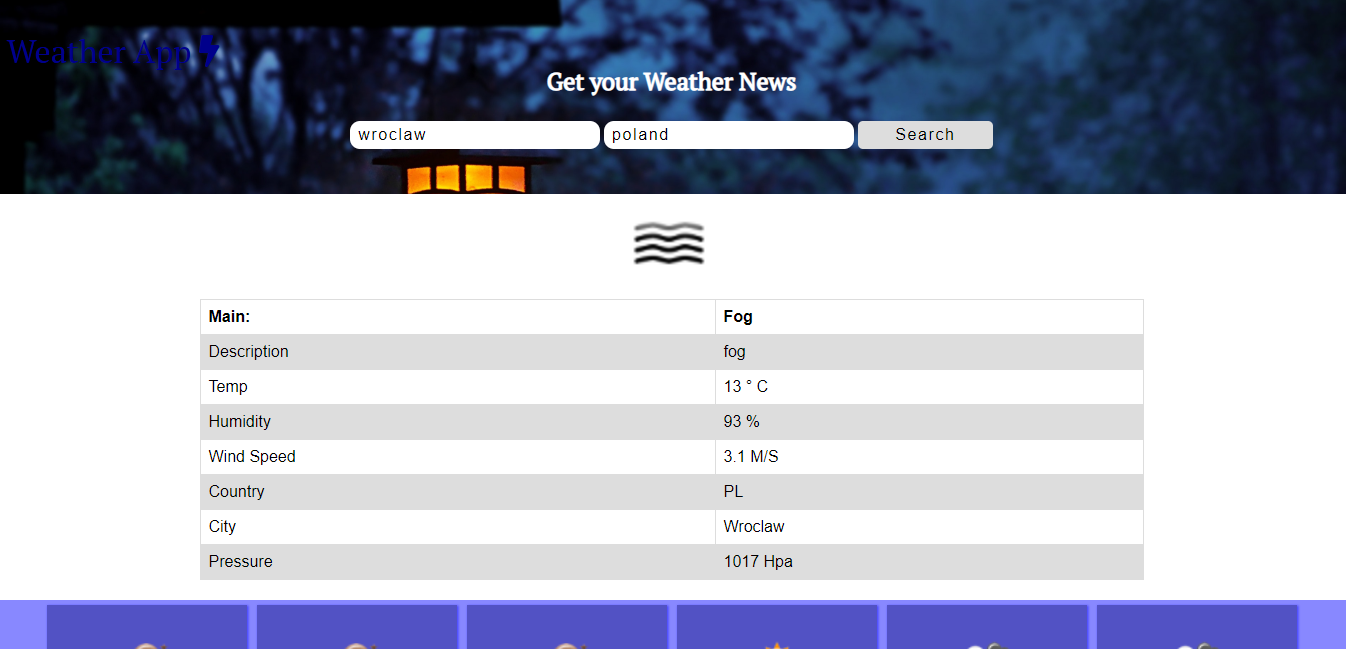 Weather App
Get your Weather News
wroclaw poland Search
Main: Fog
Description fog
Temp 13 ° C
Humidity 93 %
Wind Speed 3.1 M/S
Country PL
City Wroclaw
Pressure 1017 Hpa